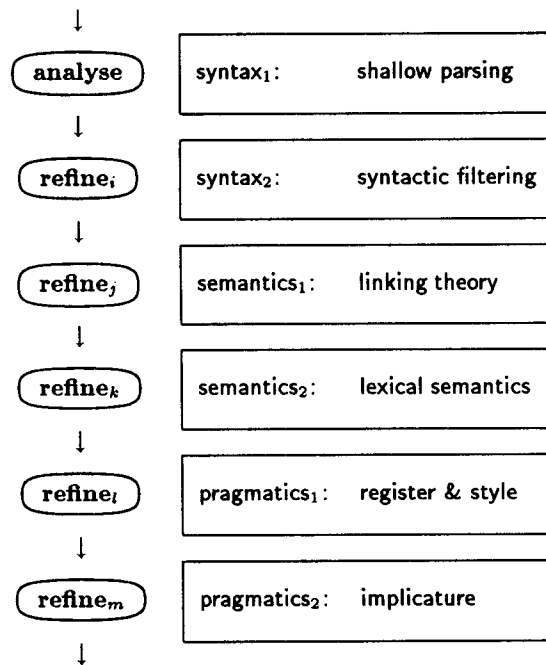 ↓
analyse syntax₁: shallow parsing
↓
refineᵢ syntax₂: syntactic filtering
↓
refineⱼ semantics₁: linking theory
↓
refineₖ semantics₂: lexical semantics
↓
refineₗ pragmatics₁: register & style
↓
refineₘ pragmatics₂: implicature
↓